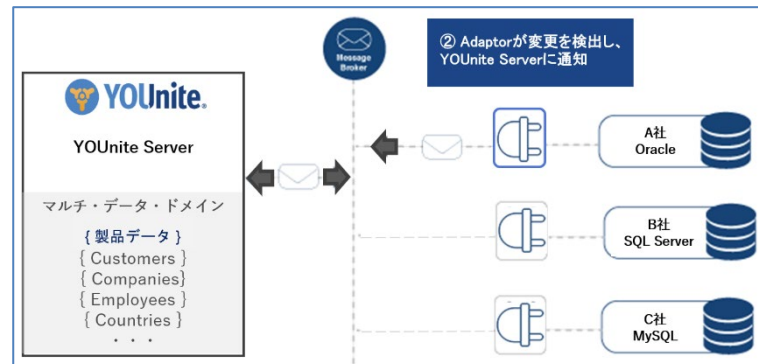 Message
Broker
② Adaptorが変更を検出し、
YOUnite Serverに通知
YOUnite®
YOUnite Server
マルチ・データ・ドメイン
{ 製品データ }
{ Customers }
{ Companies}
{ Employees }
{ Countries }
・・・
A社
Oracle
B社
SQL Server
C社
MySQL